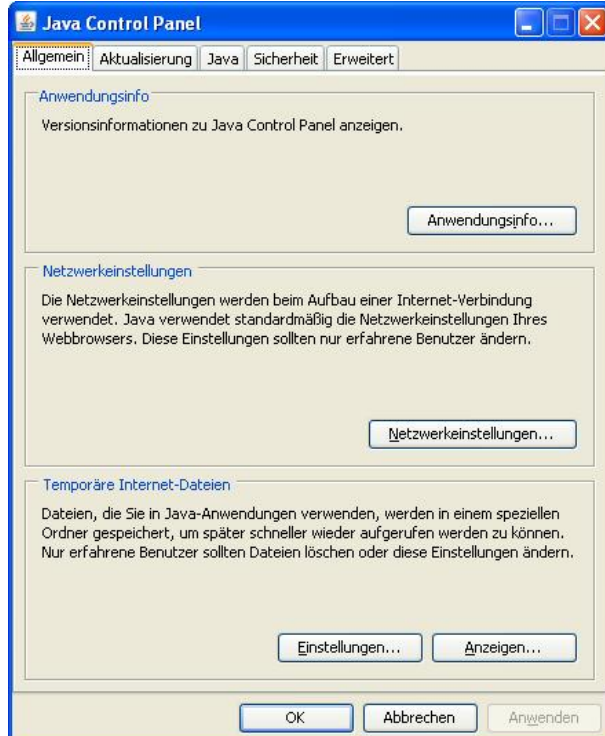 Java Control Panel
Allgemein Aktualisierung Java Sicherheit Erweitert
Anwendungsinfo
Versionsinformationen zu Java Control Panel anzeigen.
Anwendungsinfo...
Netzwerkeinstellungen
Die Netzwerkeinstellungen werden beim Aufbau einer Internet-Verbindung
verwendet. Java verwendet standardmäßig die Netzwerkeinstellungen Ihres
Webbrowsers. Diese Einstellungen sollten nur erfahrene Benutzer ändern.
Netzwerkeinstellungen...
Temporäre Internet-Dateien
Dateien, die Sie in Java-Anwendungen verwenden, werden in einem speziellen
Ordner gespeichert, um später schneller wieder aufgerufen werden zu können.
Nur erfahrene Benutzer sollten Dateien löschen oder diese Einstellungen ändern.
Einstellungen... Anzeigen...
OK Abbrechen Anwenden